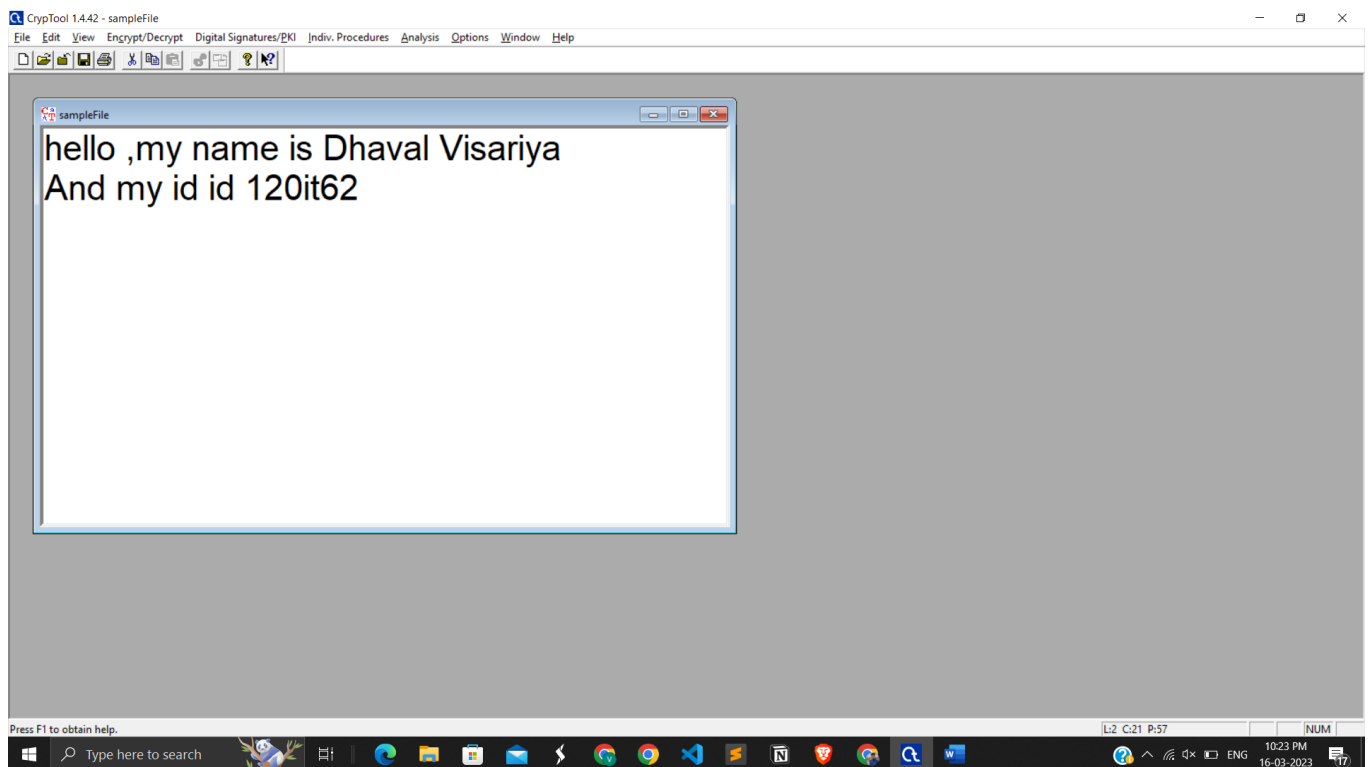 CrypTool 1.4.42 - sampleFile
File Edit View Engrypt/Decrypt Digital Signatures/PKI Indiv. Procedures Analysis Options Window Help
sampleFile
hello ,my name is Dhaval Visariya
And my id id 120it62
Press F1 to obtain help.
L:2 C:21 P:57
NUM
Type here to search
ENG
10:23 PM
16-03-2023
17